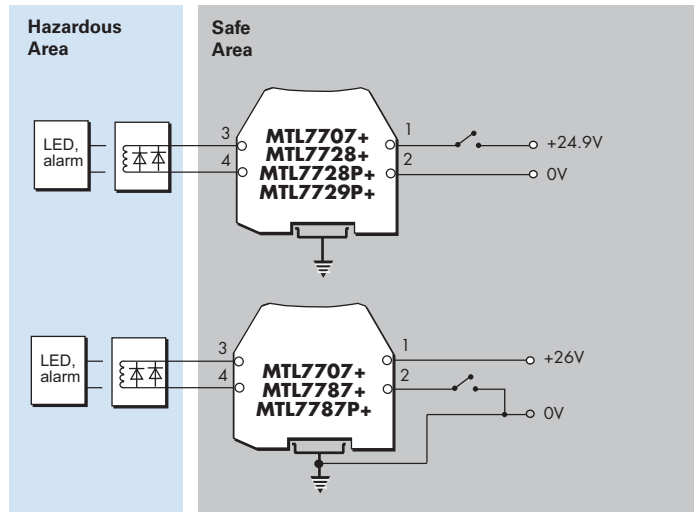 Hazardous
Area
Safe
Area
LED,
alarm
3
4
MTL7707+
MTL7728+
MTL7728P+
MTL7729P+
1
2
+24.9V
0V
LED,
alarm
3
4
MTL7707+
MTL7787+
MTL7787P+
1
2
+26V
0V